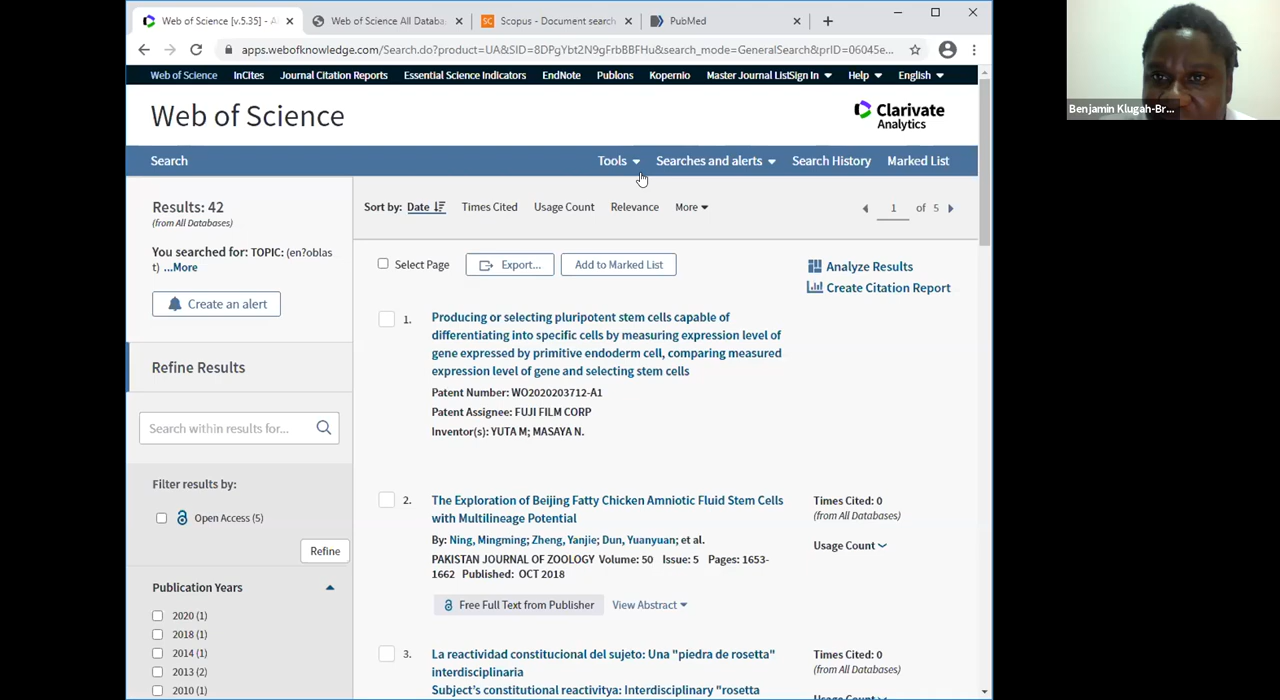 Web of Science [v.5.35] - A
Web of Science All Databa
Scopus - Document search
PubMed
apps.webofknowledge.com/Search.do?product=UA&SID=8DPgYbt2N9gFrbBBFHu&search_mode=GeneralSearch&prID=06045e...
Web of Science InCites Journal Citation Reports Essential Science Indicators EndNote Publons Kopernio Master Journal List Sign In Help English
Web of Science
Clarivate
Analytics
Search Tools Searches and alerts Search History Marked List
Results: 42
(from All Databases)
You searched for: TOPIC: (en?oblas
t) ...More
Create an alert
Refine Results
Search within results for...
Filter results by:
Open Access (5)
Refine
Publication Years
2020 (1)
2018 (1)
2014 (1)
2013 (2)
2010 (1)
Sort by: Date Times Cited Usage Count Relevance More
1 of 5
Select Page Export... Add to Marked List
Analyze Results
Create Citation Report
1. Producing or selecting pluripotent stem cells capable of
differentiating into specific cells by measuring expression level of
gene expressed by primitive endoderm cell, comparing measured
expression level of gene and selecting stem cells
Patent Number: WO2020203712-A1
Patent Assignee: FUJI FILM CORP
Inventor(s): YUTA M; MASAYA N.
2. The Exploration of Beijing Fatty Chicken Amniotic Fluid Stem Cells
with Multilineage Potential
By: Ning, Mingming; Zheng, Yanjie; Dun, Yuanyuan; et al.
PAKISTAN JOURNAL OF ZOOLOGY Volume: 50 Issue: 5 Pages: 1653-
1662 Published: OCT 2018
Free Full Text from Publisher View Abstract
Times Cited: 0
(from All Databases)
Usage Count
3. La reactividad constitucional del sujeto: Una "piedra de rosetta"
interdisciplinaria
Subject's constitutional reactivitya: Interdisciplinary "rosetta
Times Cited: 0
(from All Databases)
Usage Count
Benjamin Klugah-Br...